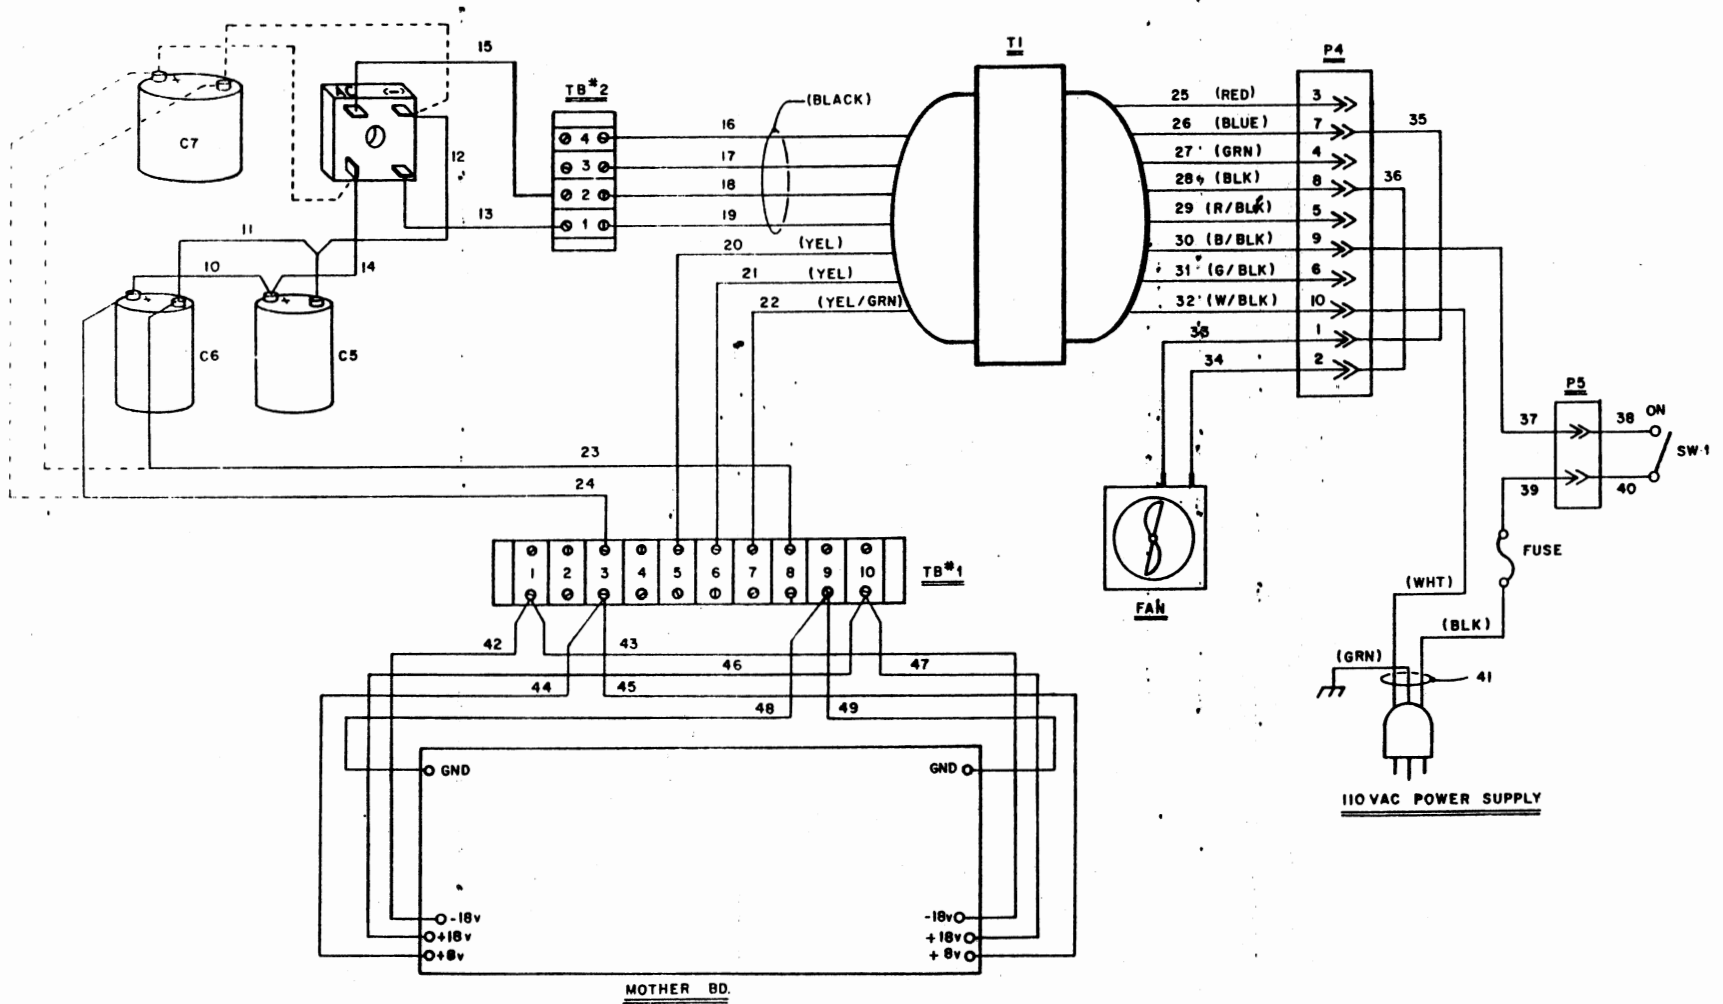 15
T1
P4
TB#2
AC (-)
(BLACK)
+
C7
4
3
2
1
16
17
18
19
20 (YEL)
21 (YEL)
22 (YEL/GRN)
25 (RED) 3
26 (BLUE) 7
27 (GRN) 4
28 (BLK) 8
29 (R/BLK) 5
30 (B/BLK) 9
31 (G/BLK) 6
32 (W/BLK) 10
33 1
34 2
35
36
12
13
11
10
14
+
+
C6
C5
P5
37
38
ON
SW-1
39
40
23
24
FUSE
FAN
1 2 3 4 5 6 7 8 9 10
TB#1
(WHT)
(BLK)
(GRN)
41
42
43
46
47
44
45
48
49
GND
GND
110 VAC POWER SUPPLY
-18v
+18v
+8v
-18v
+18v
+8v
MOTHER BD.